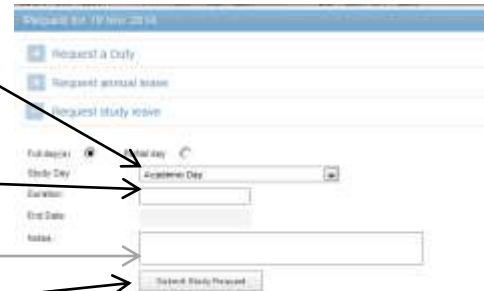 Request for 19 Nov 2014
Request a Duty
Request annual leave
Request study leave
Full day(s) Partial day
Study Day Academic Day
Duration
End Date
Notes
Submit Study Request